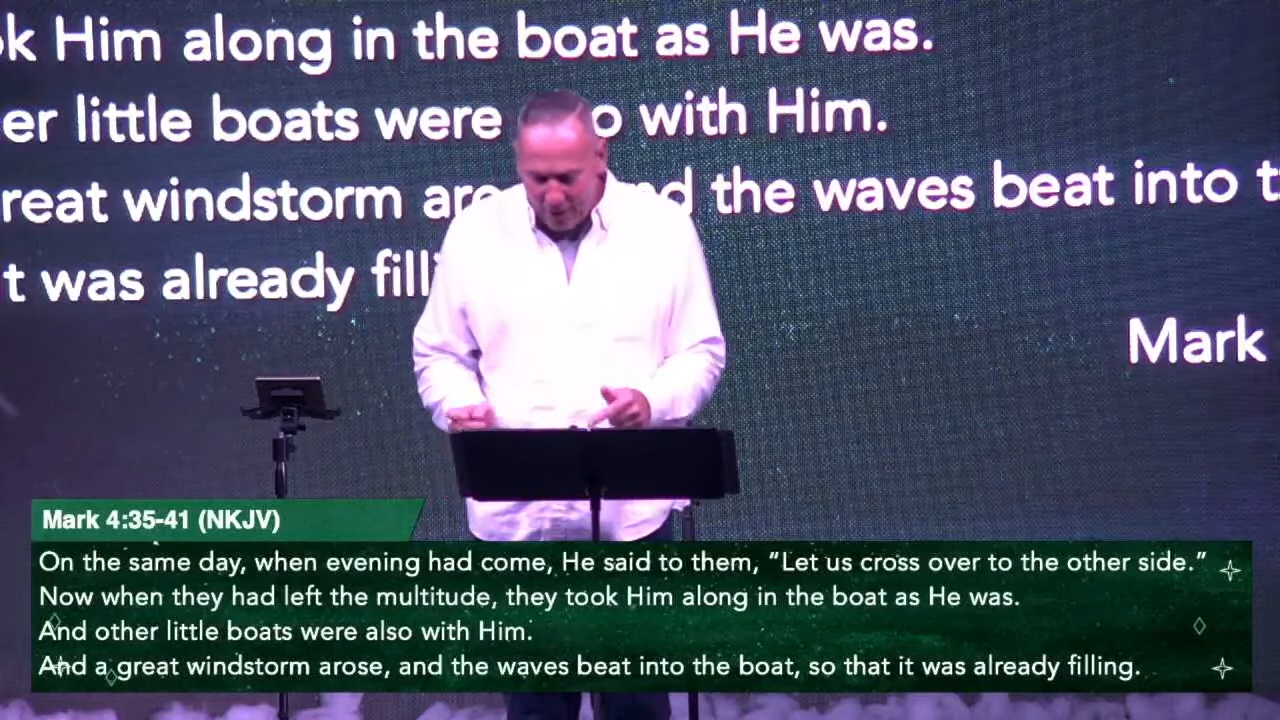 k Him along in the boat as He was.
er little boats were o with Him.
reat windstorm are d the waves beat into t
t was already filli
Mark
Mark 4:35-41 (NKJV)
On the same day, when evening had come, He said to them, “Let us cross over to the other side.”
Now when they had left the multitude, they took Him along in the boat as He was.
And other little boats were also with Him.
And a great windstorm arose, and the waves beat into the boat, so that it was already filling.